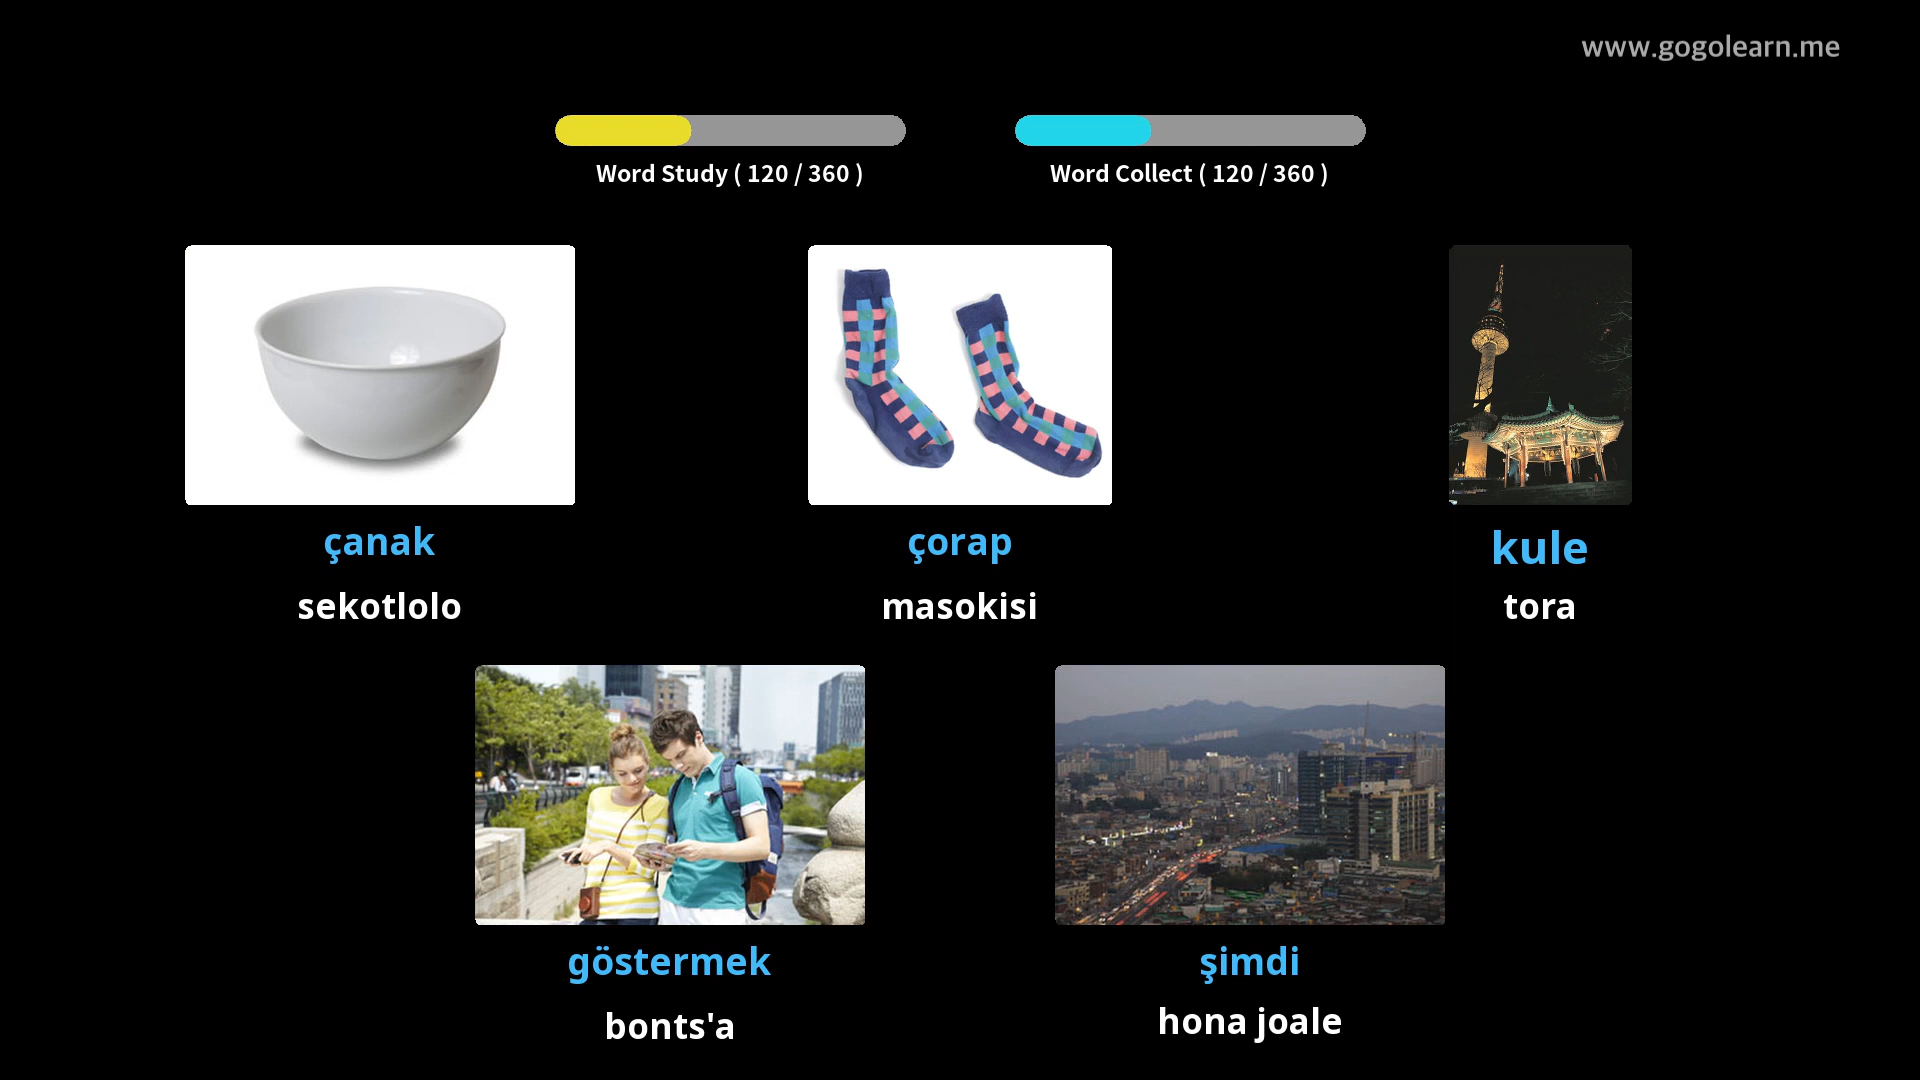 www.gogolearn.me
Word Study ( 120 / 360 )
Word Collect ( 120 / 360 )
çanak
sekotlolo
çorap
masokisi
kule
tora
göstermek
bonts'a
şimdi
hona joale